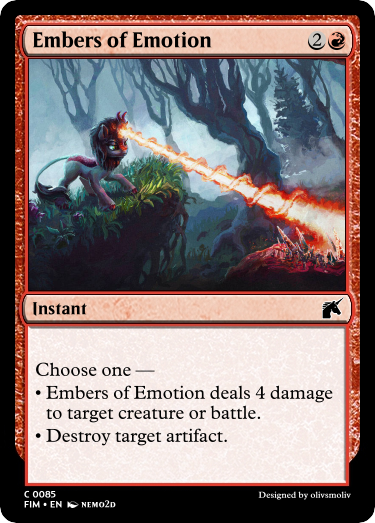 Embers of Emotion 2
Instant
Choose one —
• Embers of Emotion deals 4 damage
to target creature or battle.
• Destroy target artifact.
C 0085
FIM • EN NEMO2D
Designed by olivsmoliv